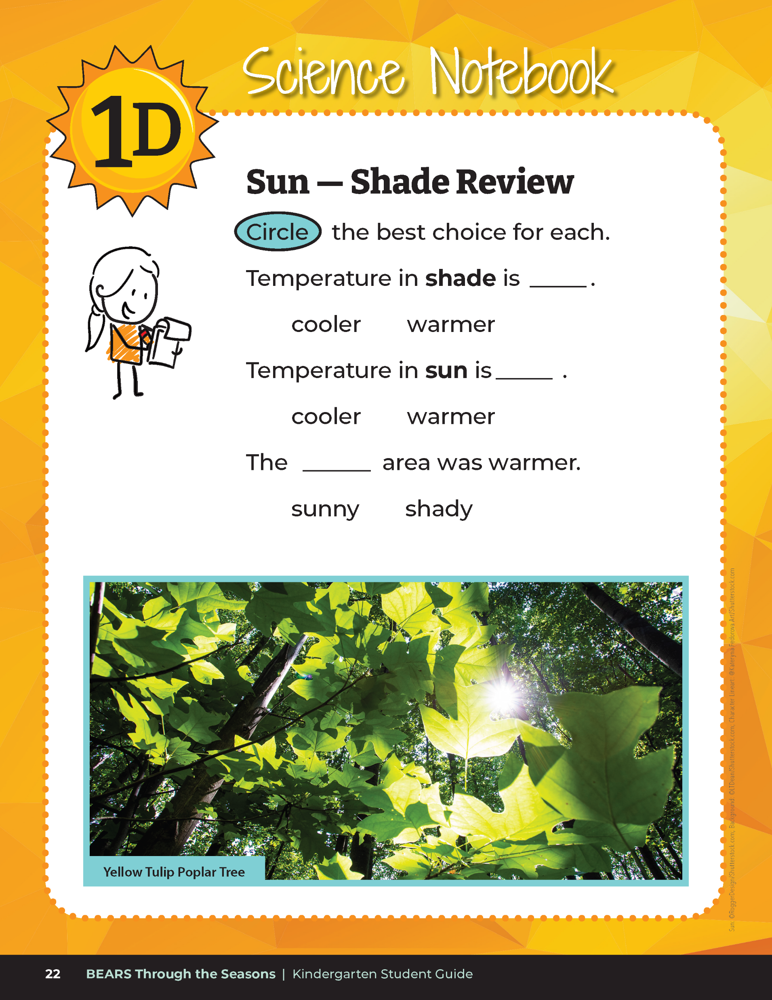 Science Notebook
1D
Sun — Shade Review
Circle the best choice for each.
Temperature in shade is _____.
cooler warmer
Temperature in sun is _____ .
cooler warmer
The ______ area was warmer.
sunny shady
Yellow Tulip Poplar Tree
Sun: ©RoggerDesign/Shutterstock.com; Background: ©LTDean/Shutterstock.com; Character Lineart: @Kateryna Fedorova Art/Shutterstock.com
22 BEARS Through the Seasons | Kindergarten Student Guide